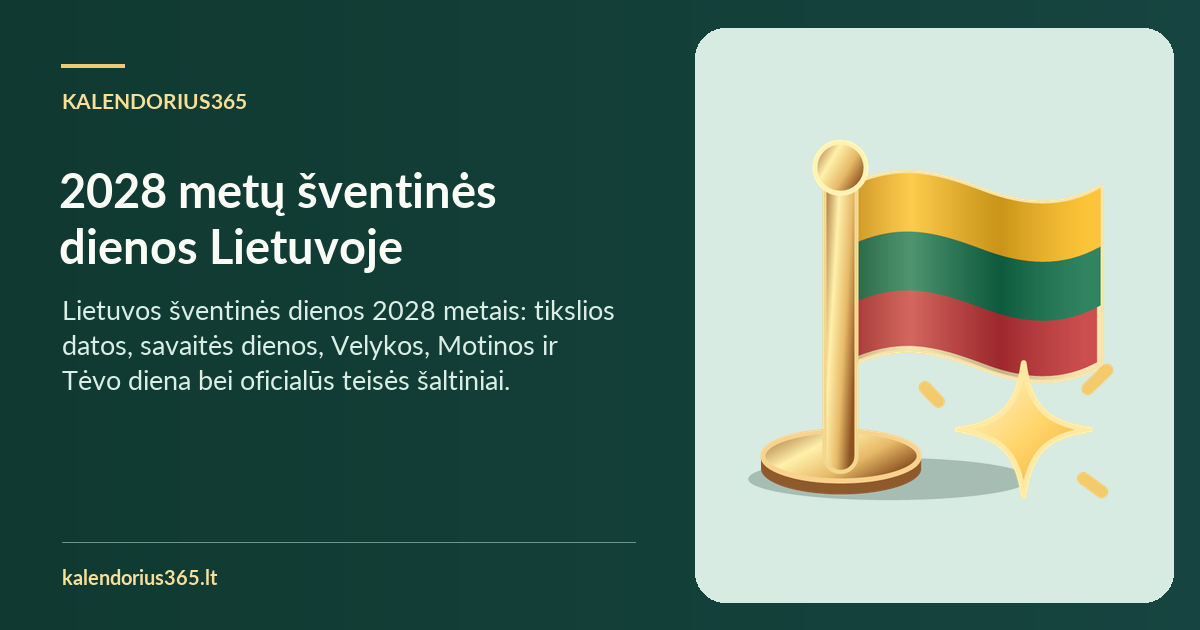 KALENDORIUS365
2028 metų šventinės
dienos Lietuvoje
Lietuvos šventinės dienos 2028 metais: tikslios
datos, savaitės dienos, Velykos, Motinos ir
Tėvo diena bei oficialūs teisės šaltiniai.
kalendorius365.lt